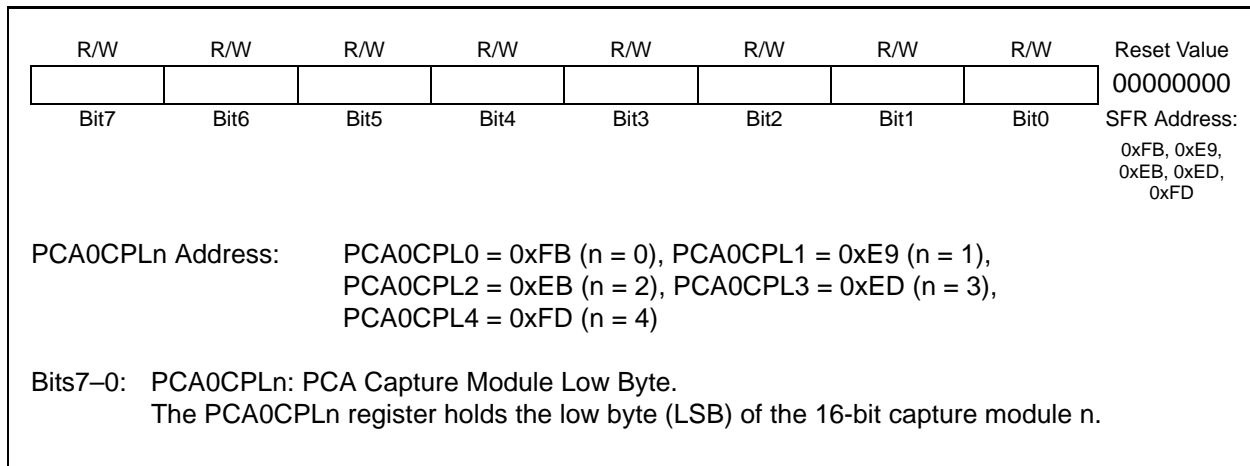 R/W R/W R/W R/W R/W R/W R/W R/W Reset Value
00000000
Bit7 Bit6 Bit5 Bit4 Bit3 Bit2 Bit1 Bit0 SFR Address:
0xFB, 0xE9,
0xEB, 0xED,
0xFD
PCA0CPLn Address: PCA0CPL0 = 0xFB (n = 0), PCA0CPL1 = 0xE9 (n = 1),
PCA0CPL2 = 0xEB (n = 2), PCA0CPL3 = 0xED (n = 3),
PCA0CPL4 = 0xFD (n = 4)
Bits7–0: PCA0CPLn: PCA Capture Module Low Byte.
The PCA0CPLn register holds the low byte (LSB) of the 16-bit capture module n.